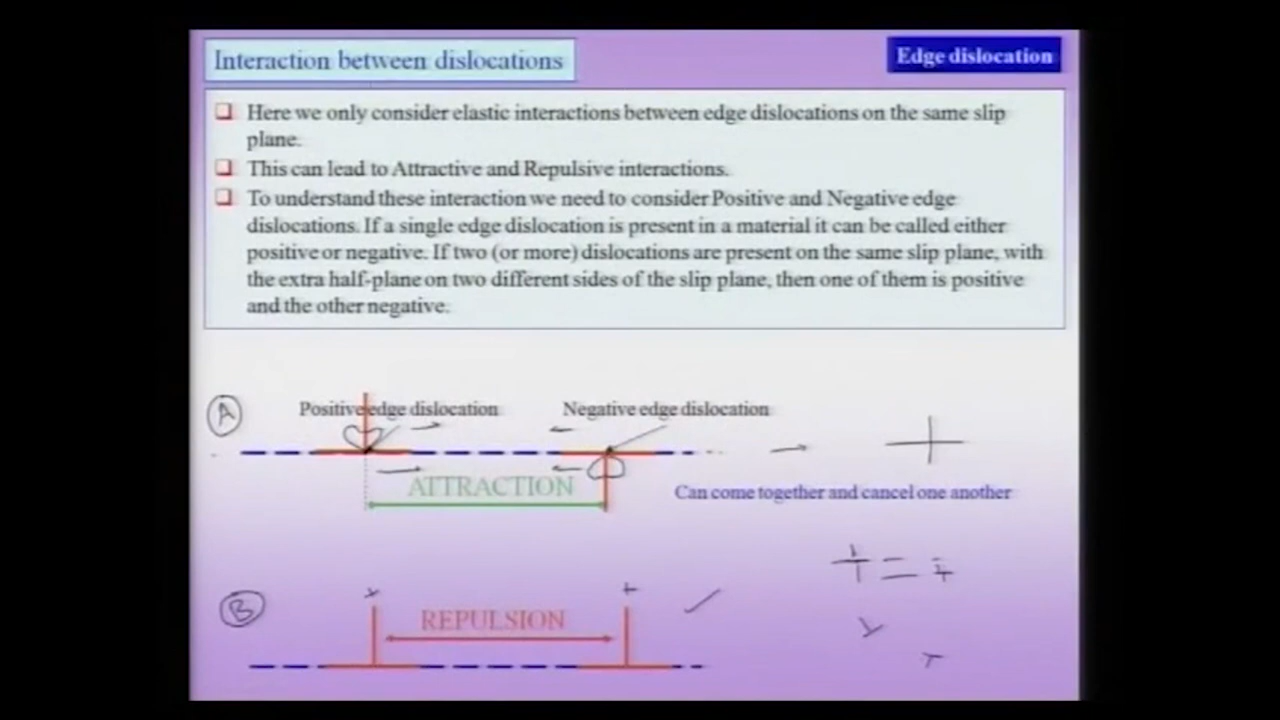 Interaction between dislocations
Edge dislocation
Here we only consider elastic interactions between edge dislocations on the same slip
plane.
This can lead to Attractive and Repulsive interactions.
To understand these interaction we need to consider Positive and Negative edge
dislocations. If a single edge dislocation is present in a material it can be called either
positive or negative. If two (or more) dislocations are present on the same slip plane, with
the extra half-plane on two different sides of the slip plane, then one of them is positive
and the other negative.
A
Positive edge dislocation
Negative edge dislocation
ATTRACTION
Can come together and cancel one another
B
REPULSION